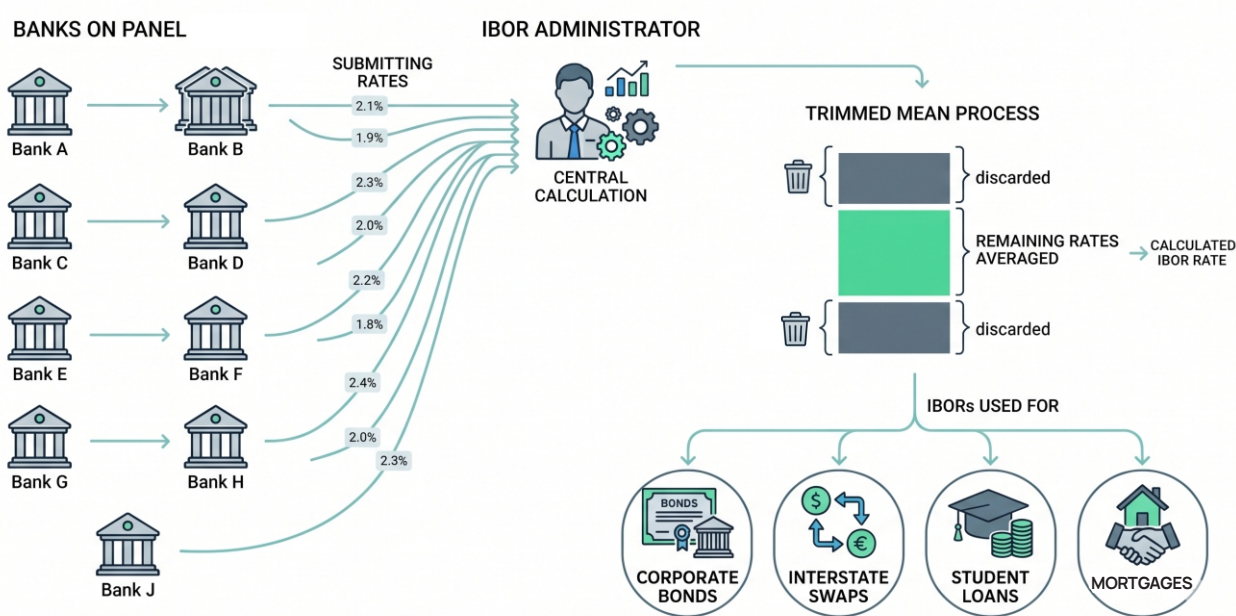 BANKS ON PANEL
IBOR ADMINISTRATOR
SUBMITTING
RATES
Bank A
Bank B
Bank C
Bank D
Bank E
Bank F
Bank G
Bank H
Bank J
2.1%
1.9%
2.3%
2.0%
2.2%
1.8%
2.4%
2.0%
2.3%
CENTRAL
CALCULATION
TRIMMED MEAN PROCESS
discarded
REMAINING RATES
AVERAGED
CALCULATED
IBOR RATE
discarded
IBORs USED FOR
BONDS
CORPORATE
BONDS
$
€
INTERSTATE
SWAPS
STUDENT
LOANS
MORTGAGES